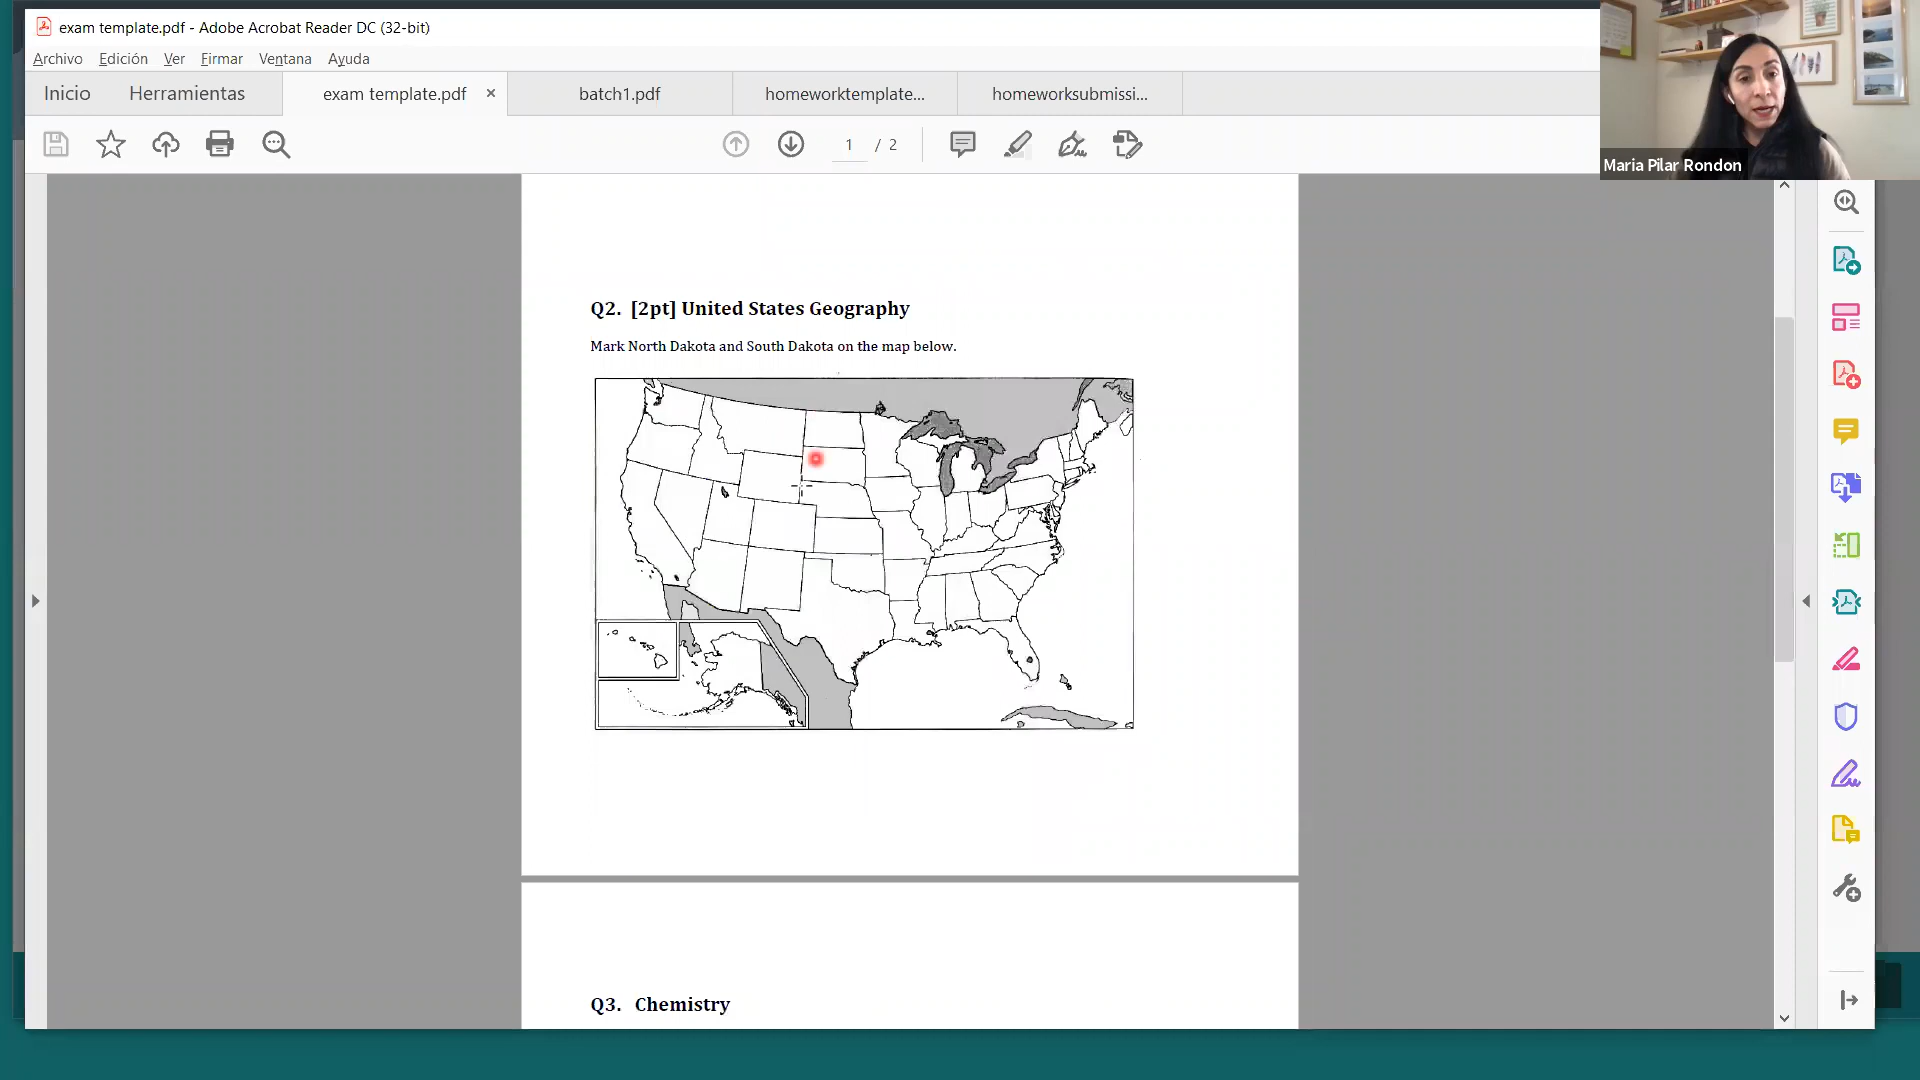 exam template.pdf - Adobe Acrobat Reader DC (32-bit)
Archivo Edición Ver Firmar Ventana Ayuda
Inicio Herramientas exam template.pdf × batch1.pdf homeworktemplate... homeworksubmissi...
1 / 2
Maria Pilar Rondon
Q2. [2pt] United States Geography
Mark North Dakota and South Dakota on the map below.
Q3. Chemistry